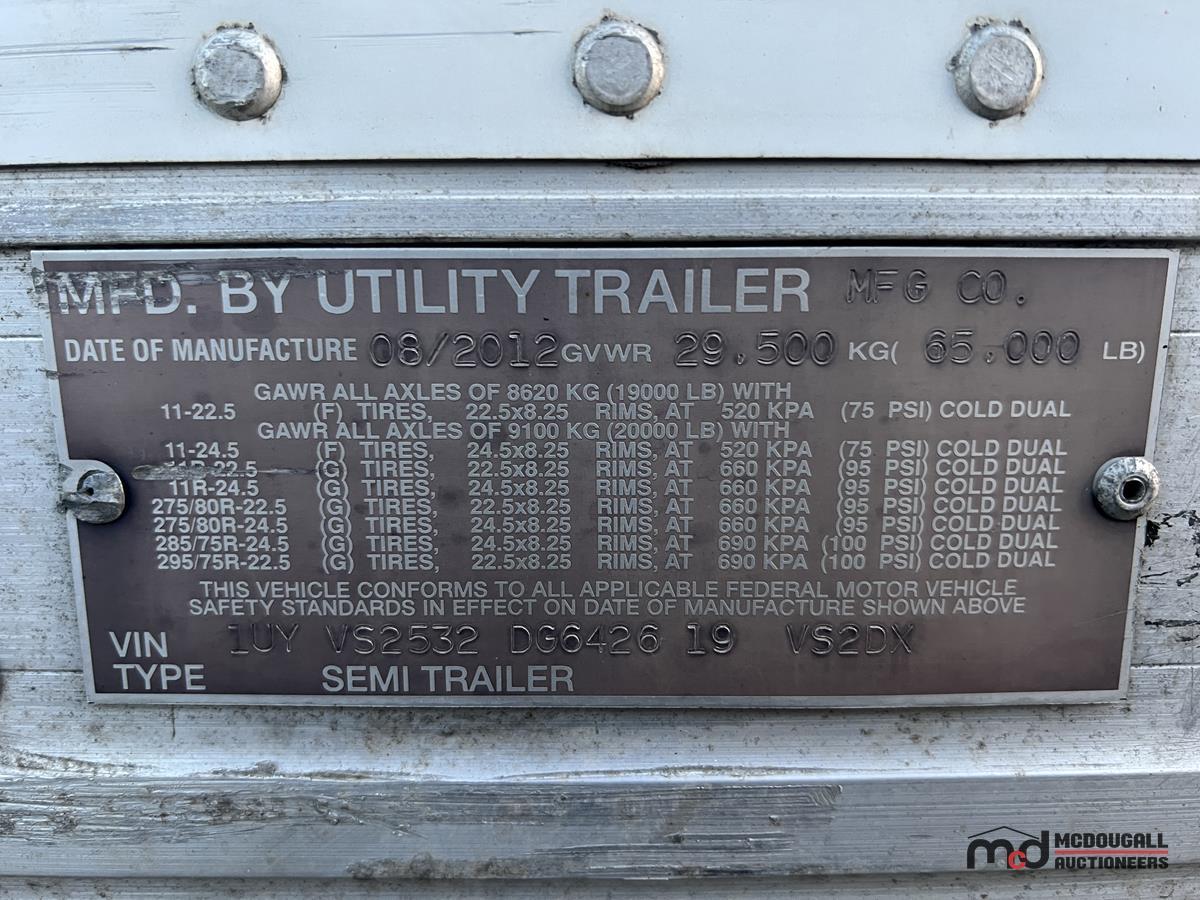 MFD. BY UTILITY TRAILER MFG CO.
DATE OF MANUFACTURE 08/2012 GVWR 29,500 KG( 65,000 LB)
GAWR ALL AXLES OF 8620 KG (19000 LB) WITH
11-22.5 (F) TIRES, 22.5x8.25 RIMS, AT 520 KPA (75 PSI) COLD DUAL
GAWR ALL AXLES OF 9100 KG (20000 LB) WITH
11-24.5 (F) TIRES, 24.5x8.25 RIMS, AT 520 KPA (75 PSI) COLD DUAL
11R-22.5 (G) TIRES, 22.5x8.25 RIMS, AT 660 KPA (95 PSI) COLD DUAL
11R-24.5 (G) TIRES, 24.5x8.25 RIMS, AT 660 KPA (95 PSI) COLD DUAL
275/80R-22.5 (G) TIRES, 22.5x8.25 RIMS, AT 660 KPA (95 PSI) COLD DUAL
275/80R-24.5 (G) TIRES, 24.5x8.25 RIMS, AT 660 KPA (95 PSI) COLD DUAL
285/75R-24.5 (G) TIRES, 24.5x8.25 RIMS, AT 690 KPA (100 PSI) COLD DUAL
295/75R-22.5 (G) TIRES, 22.5x8.25 RIMS, AT 690 KPA (100 PSI) COLD DUAL
THIS VEHICLE CONFORMS TO ALL APPLICABLE FEDERAL MOTOR VEHICLE
SAFETY STANDARDS IN EFFECT ON DATE OF MANUFACTURE SHOWN ABOVE
VIN 1UY VS2532 DG6426 19 VS2DX
TYPE SEMI TRAILER
mcd MCDOUGALL
AUCTIONEERS